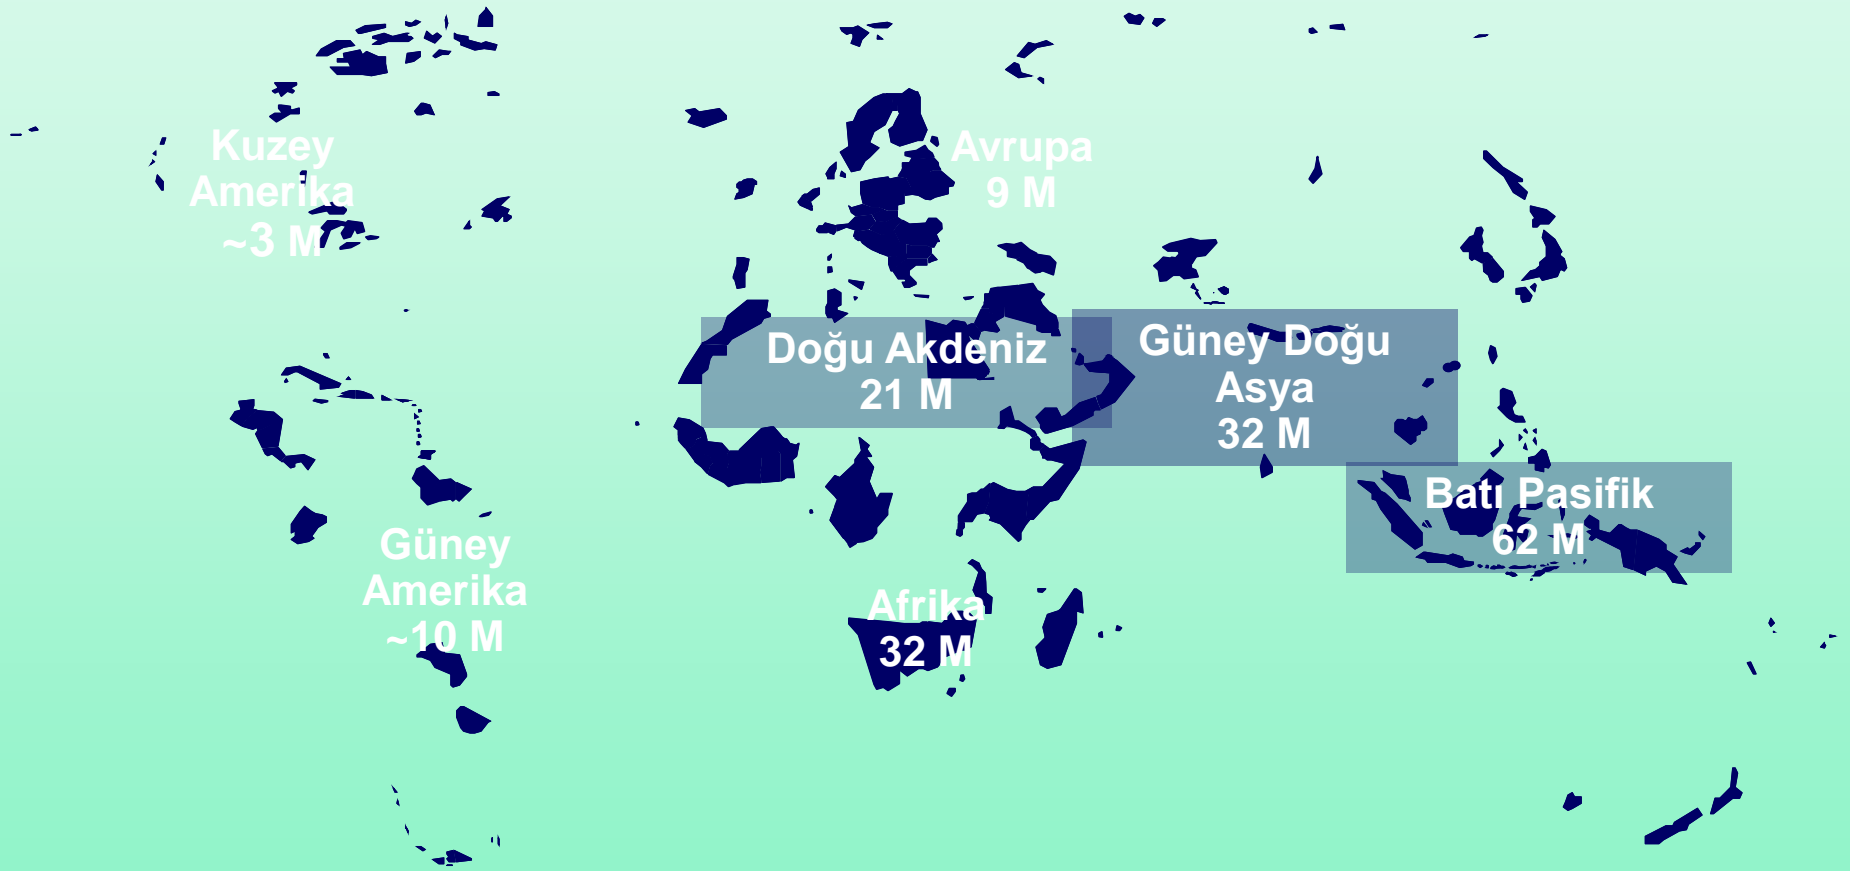 Kuzey
Amerika
~3 M
Avrupa
9 M
Doğu Akdeniz
21 M
Güney Doğu
Asya
32 M
Batı Pasifik
62 M
Güney
Amerika
~10 M
Afrika
32 M